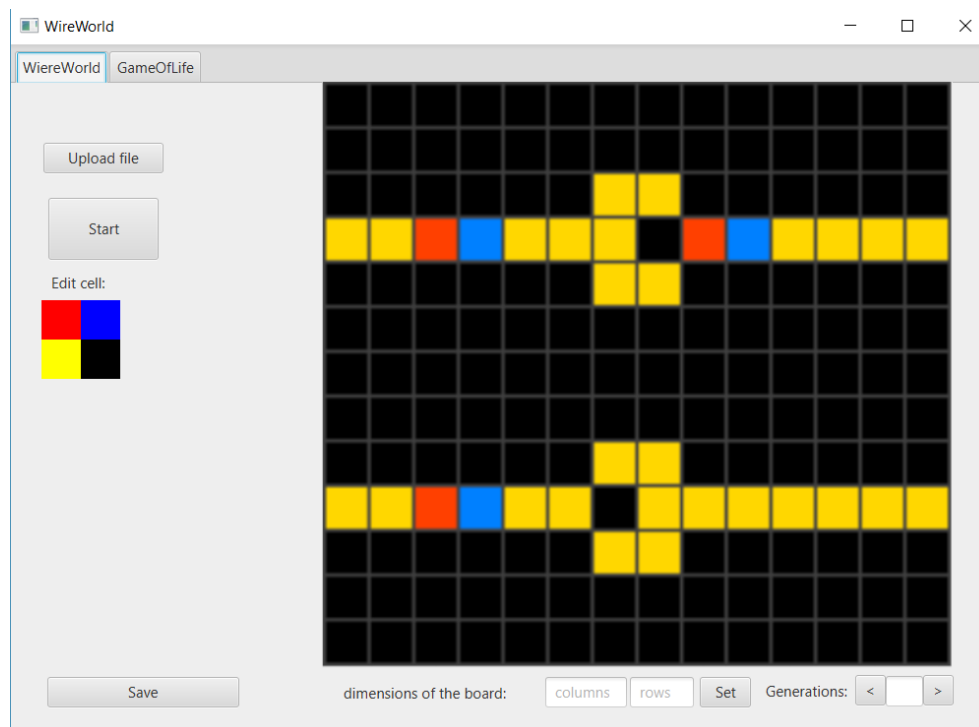 WireWorld
WiereWorld GameOfLife
Upload file
Start
Edit cell:
Save
dimensions of the board: columns rows Set Generations: < >